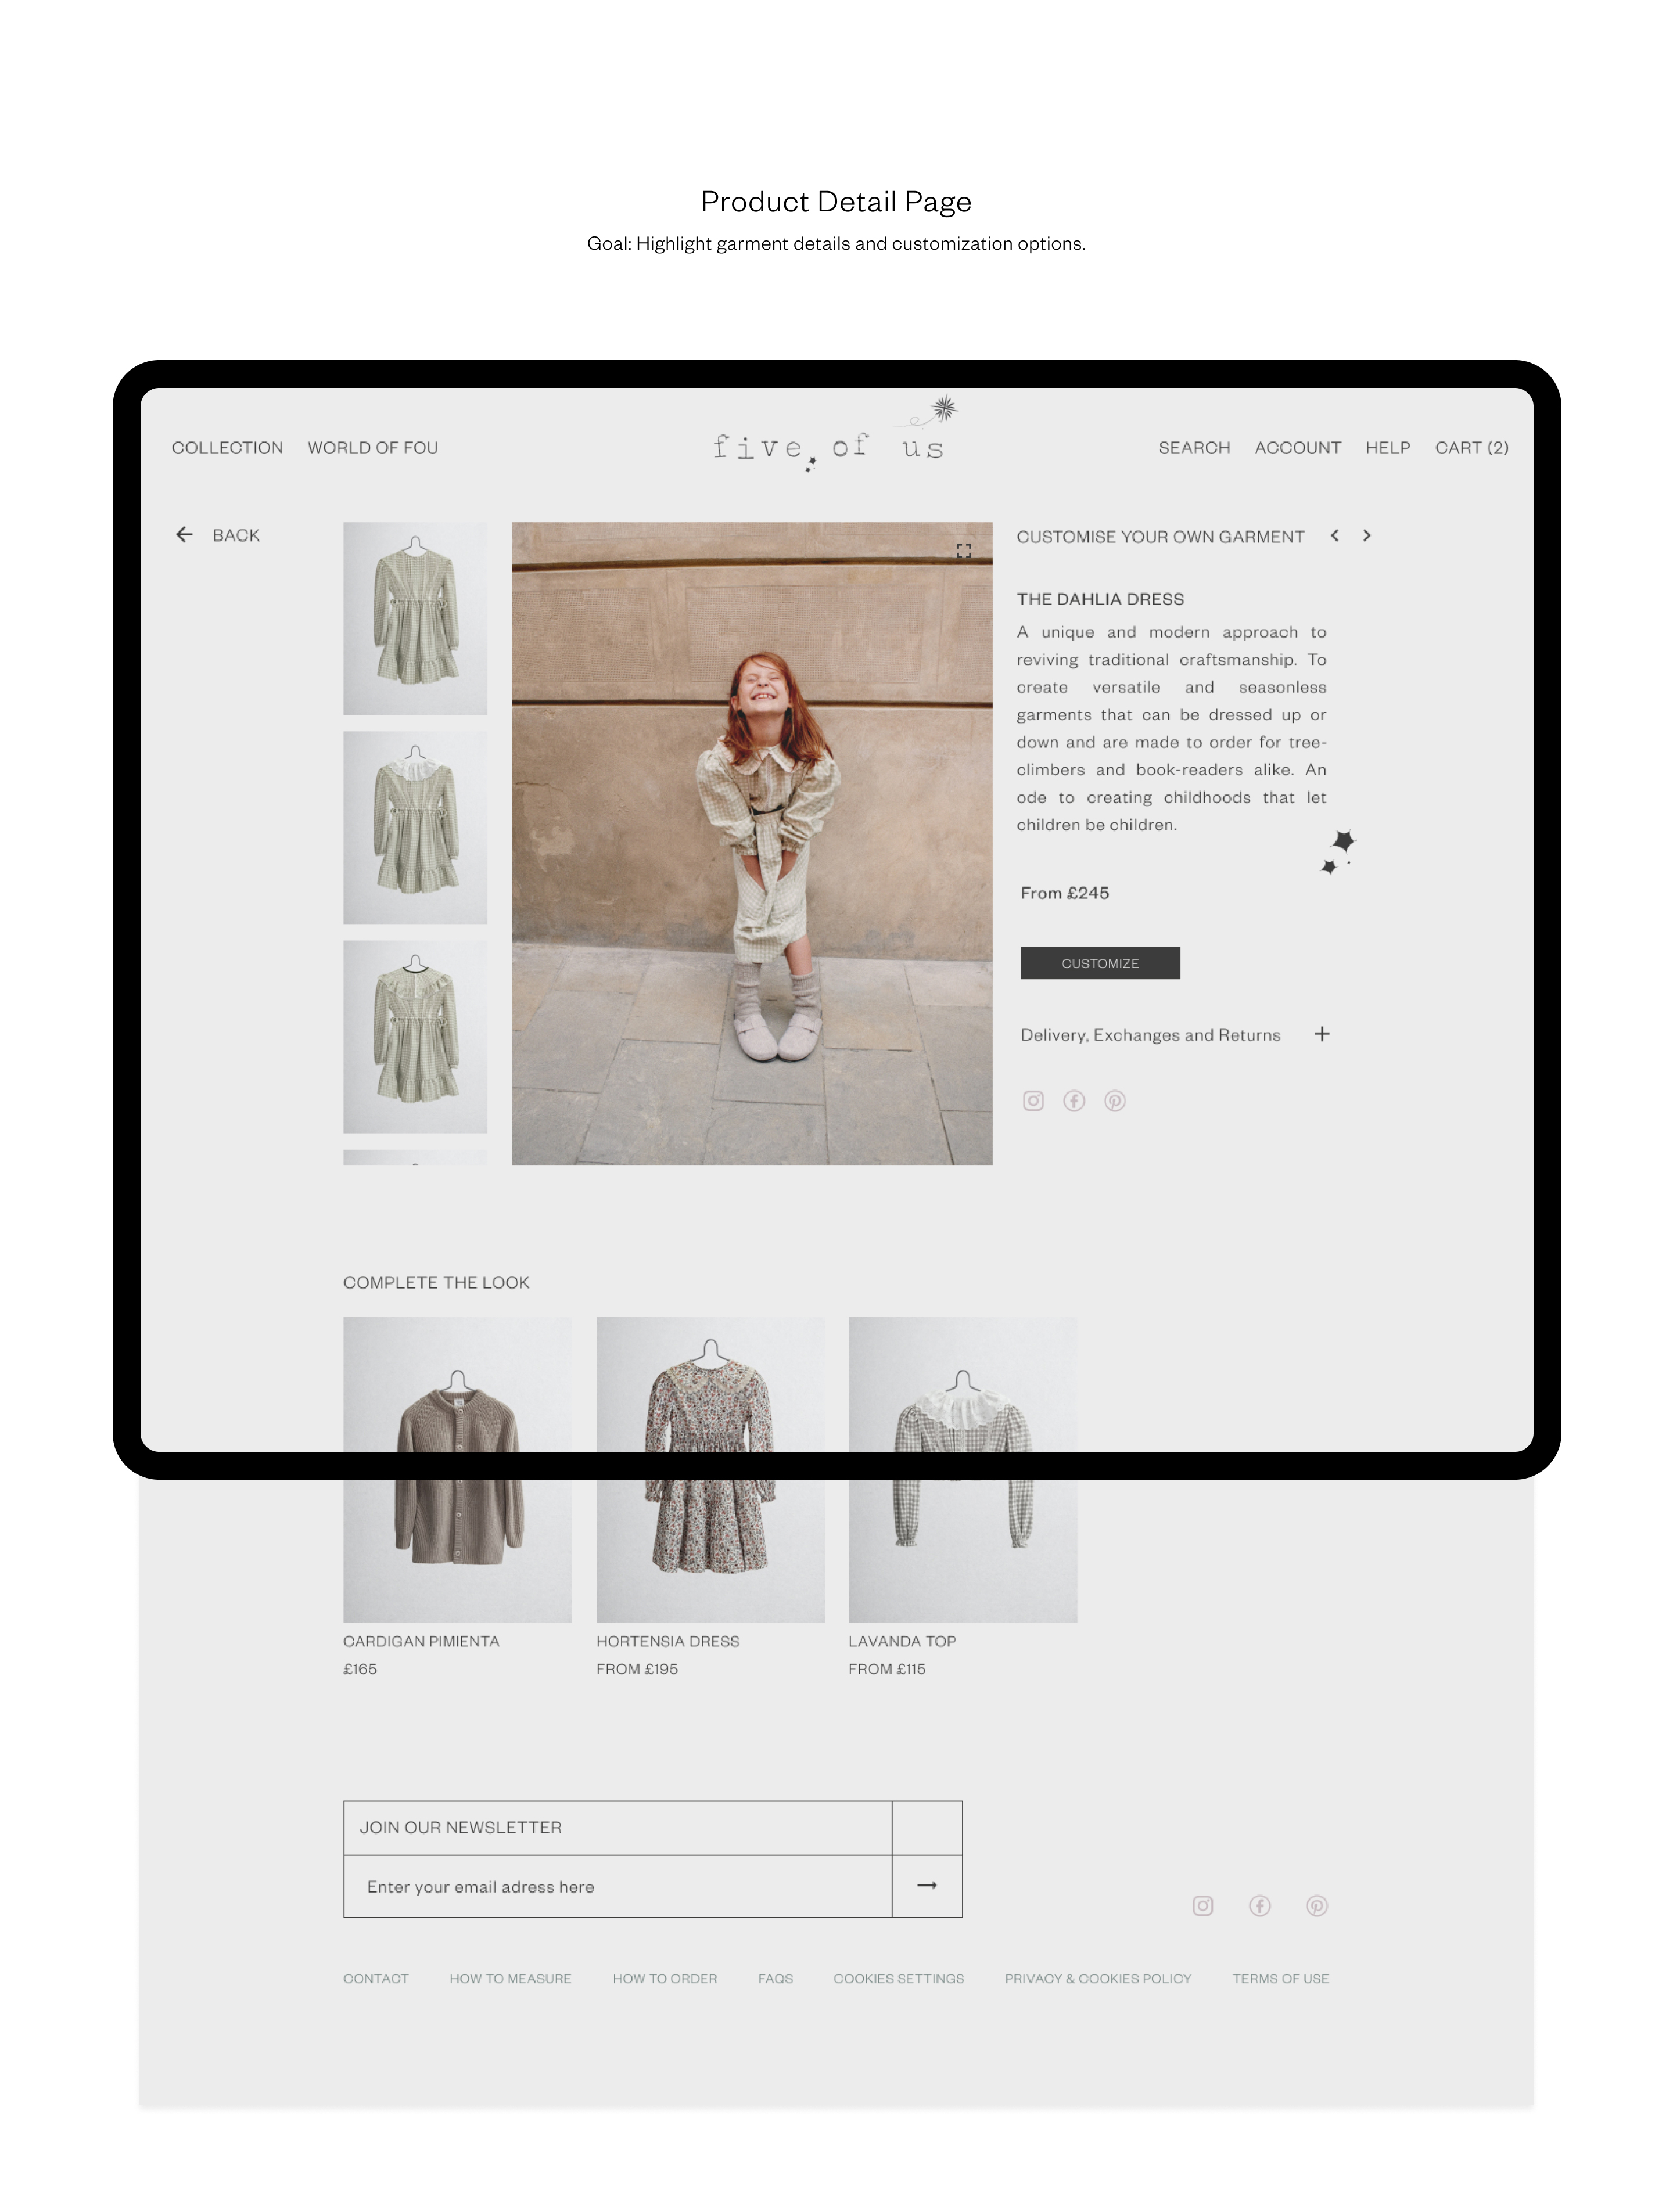 Product Detail Page
Goal: Highlight garment details and customization options.
COLLECTION WORLD OF FOU
five of us
SEARCH ACCOUNT HELP CART (2)
BACK
CUSTOMISE YOUR OWN GARMENT
THE DAHLIA DRESS
A unique and modern approach to
reviving traditional craftsmanship. To
create versatile and seasonless
garments that can be dressed up or
down and are made to order for tree-
climbers and book-readers alike. An
ode to creating childhoods that let
children be children.
From £245
CUSTOMIZE
Delivery, Exchanges and Returns
COMPLETE THE LOOK
CARDIGAN PIMIENTA
£165
HORTENSIA DRESS
FROM £195
LAVANDA TOP
FROM £115
JOIN OUR NEWSLETTER
Enter your email adress here
CONTACT HOW TO MEASURE HOW TO ORDER FAQS COOKIES SETTINGS PRIVACY & COOKIES POLICY TERMS OF USE